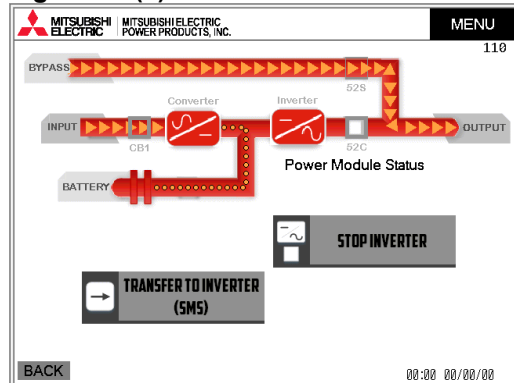 MITSUBISHI ELECTRIC
MITSUBISHI ELECTRIC POWER PRODUCTS, INC.
MENU
110
BYPASS
52S
Converter
Inverter
INPUT
OUTPUT
CB1
52C
Power Module Status
BATTERY
STOP INVERTER
TRANSFER TO INVERTER
(SMS)
BACK
00:00 00/00/00